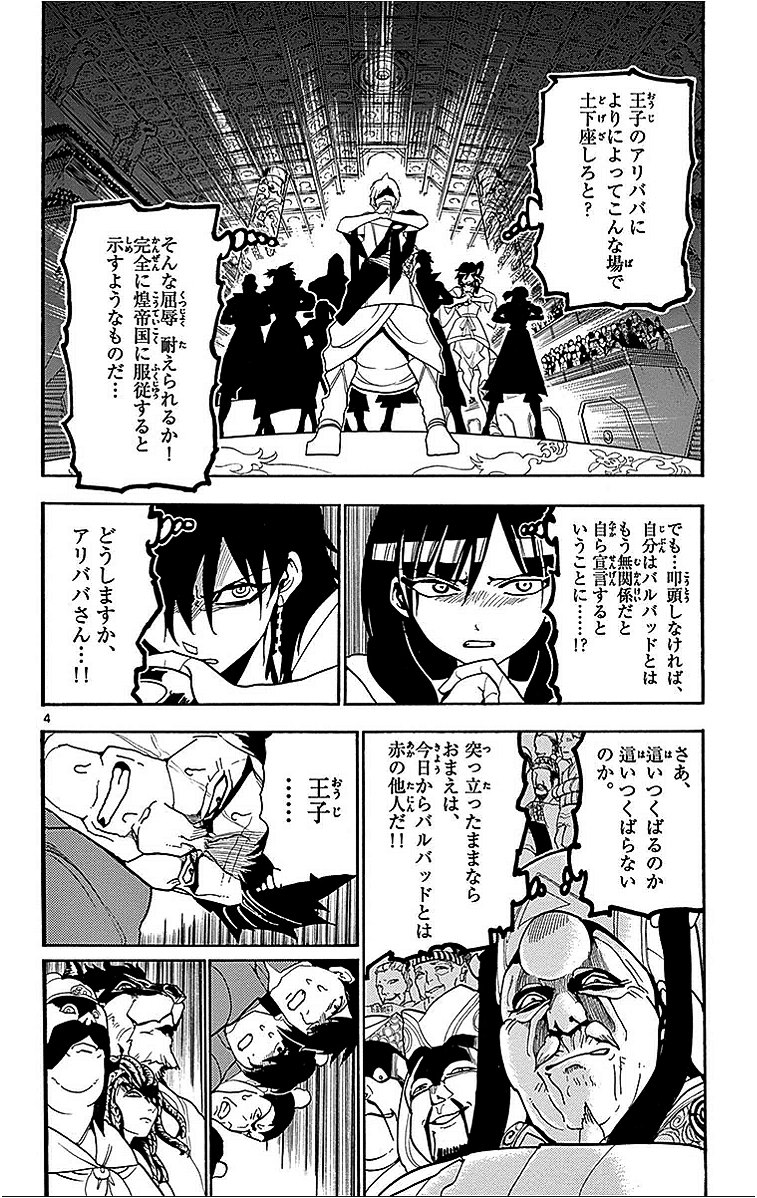 王子のアリババに
よりによってこんな場で
土下座しろと?
そんな屈辱 耐えられるか!
完全に煌帝国に服従すると
示すようなものだ…
でも…叩頭しなければ、
自分はバルバッドとは
もう無関係だと
自ら宣言すると
いうことに……!?
どうしますか、
アリババさん…!!
4
さあ、
這いつくばるのか
這いつくばらない
のか。
突っ立ったままなら
おまえは、
今日からバルバッドとは
赤の他人だ!!
王子
……